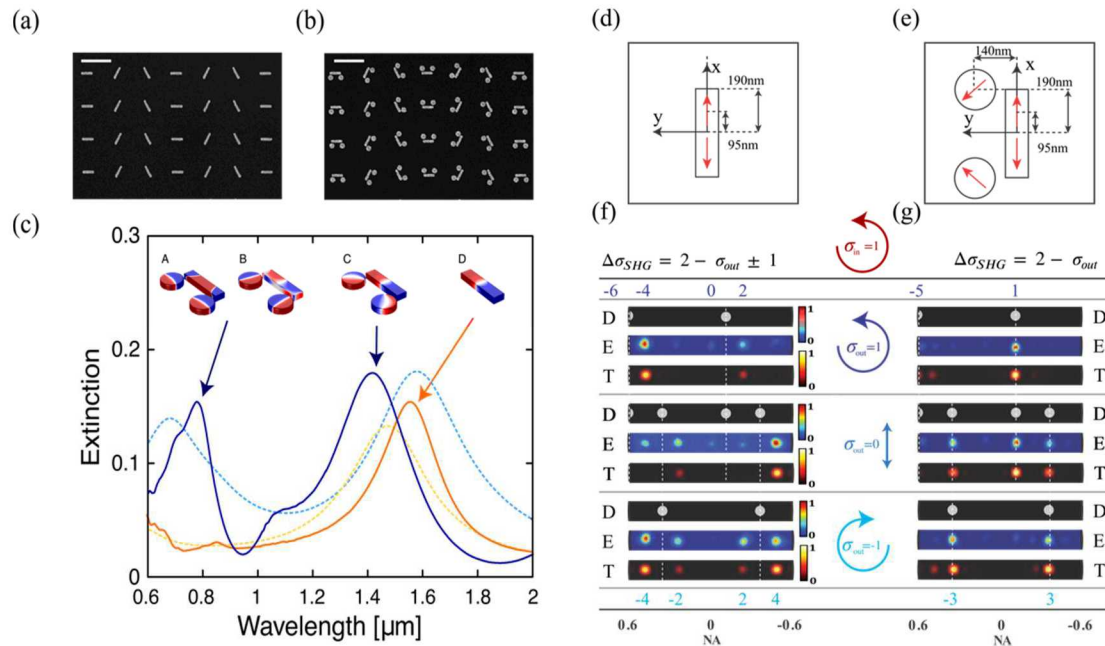 (a)
(b)
(c)
0.3
0.2
0.1
0
Extinction
A
B
C
D
0.6
0.8
1
1.2
1.4
1.6
1.8
2
Wavelength [µm]
(d)
x
y
190nm
95nm
(e)
140nm
x
y
190nm
95nm
(f)
(g)
σin=1
ΔσSHG = 2 − σout ± 1
ΔσSHG = 2 − σout
-6 -4 0 2
-5 1
D
E
T
1
0
1
0
σout=1
D
E
T
D
E
T
1
0
1
0
σout=0
D
E
T
D
E
T
1
0
1
0
σout=-1
D
E
T
-4 -2 2 4
-3 3
0.6 0 -0.6
NA
0.6 0 -0.6
NA